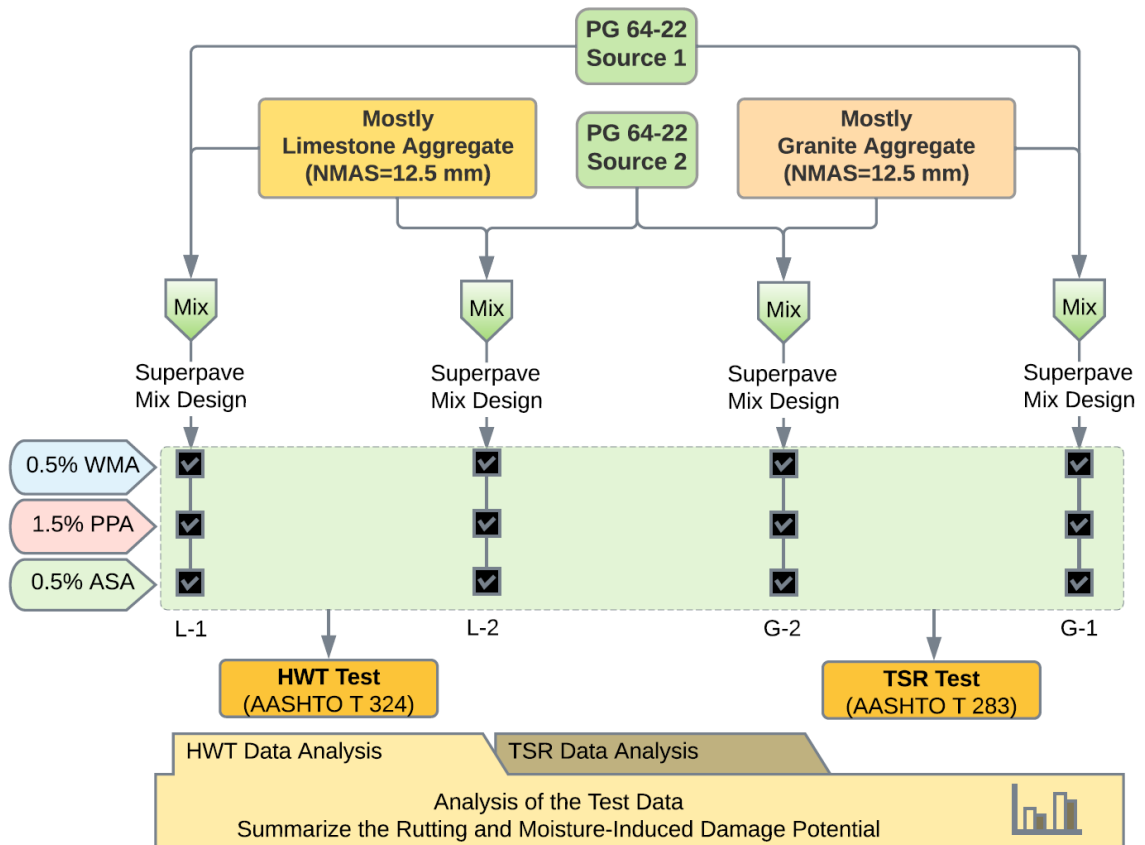 PG 64-22
Source 1
Mostly
Limestone Aggregate
(NMAS=12.5 mm)
PG 64-22
Source 2
Mostly
Granite Aggregate
(NMAS=12.5 mm)
Mix
Mix
Mix
Mix
Superpave
Mix Design
Superpave
Mix Design
Superpave
Mix Design
Superpave
Mix Design
0.5% WMA
1.5% PPA
0.5% ASA
L-1
L-2
G-2
G-1
HWT Test
(AASHTO T 324)
TSR Test
(AASHTO T 283)
HWT Data Analysis
TSR Data Analysis
Analysis of the Test Data
Summarize the Rutting and Moisture-Induced Damage Potential